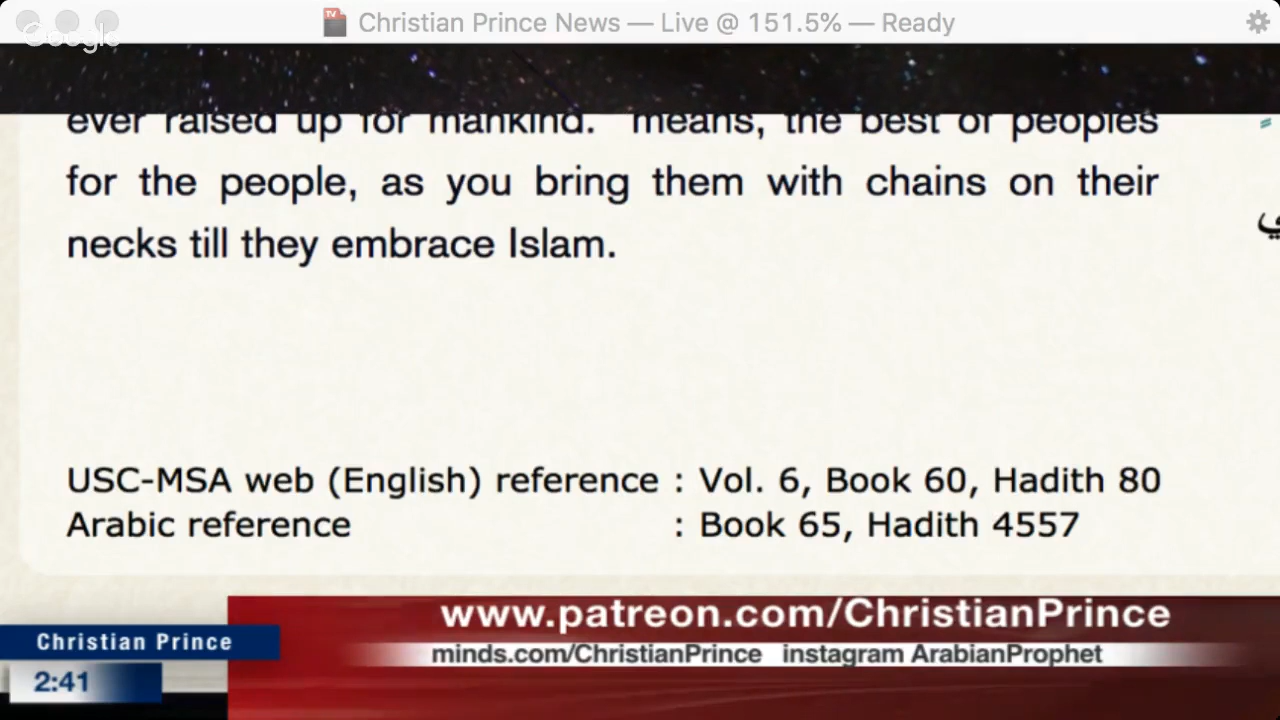 Christian Prince News — Live @ 151.5% — Ready
Google
ever raised up for mankind." means, the best of peoples
for the people, as you bring them with chains on their
necks till they embrace Islam.
USC-MSA web (English) reference : Vol. 6, Book 60, Hadith 80
Arabic reference : Book 65, Hadith 4557
www.patreon.com/ChristianPrince
Christian Prince
minds.com/ChristianPrince instagram ArabianProphet
2:41